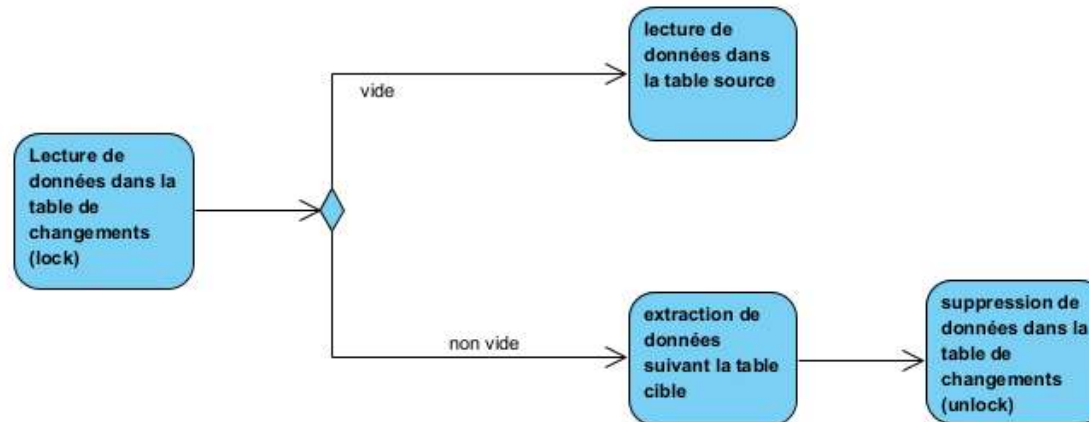 lecture de
données dans
la table source
vide
Lecture de
données dans la
table de
changements
(lock)
non vide
extraction de
données
suivant la table
cible
suppression de
données dans la
table de
changements
(unlock)